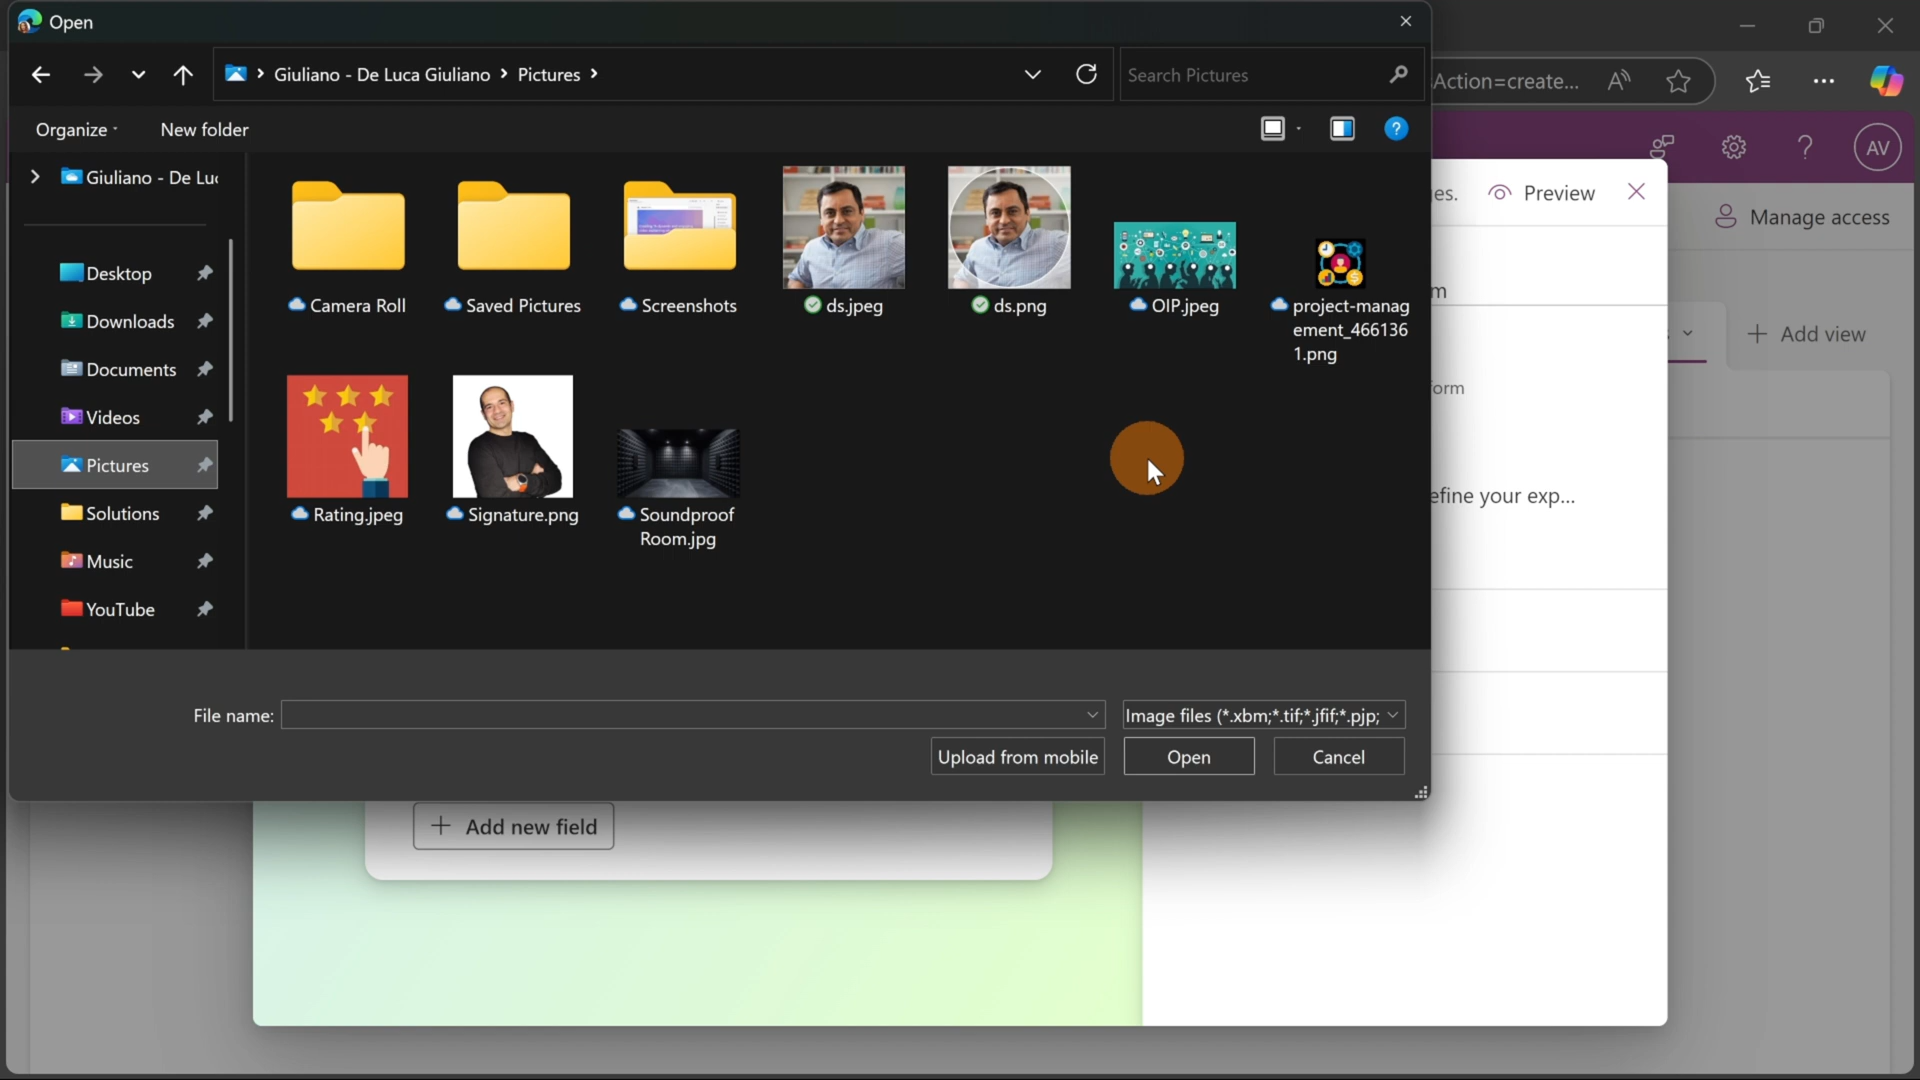 Open
Giuliano - De Luca Giuliano > Pictures >
Search Pictures
Action=create...
Organize
New folder
AV
Giuliano - De Luc
Desktop
Downloads
Documents
Videos
Pictures
Solutions
Music
YouTube
Camera Roll
Saved Pictures
Screenshots
ds.jpeg
ds.png
OIP.jpeg
project-manag
ement_466136
1.png
Rating.jpeg
Signature.png
Soundproof
Room.jpg
es.
Preview
Manage access
m
+ Add view
orm
efine your exp...
File name:
Image files (*.xbm;*.tif;*.jfif;*.pjp;
Upload from mobile
Open
Cancel
+ Add new field